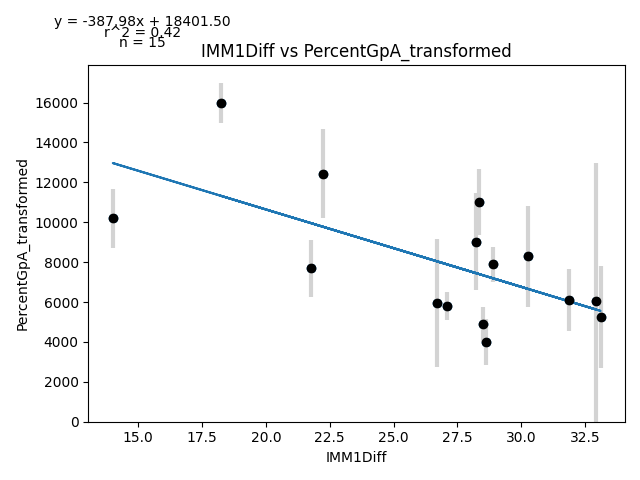 y = -387.98x + 18401.50
r^2 = 0.42
n = 15
IMM1Diff vs PercentGpA_transformed
PercentGpA_transformed
16000
14000
12000
10000
8000
6000
4000
2000
0
15.0 17.5 20.0 22.5 25.0 27.5 30.0 32.5
IMM1Diff